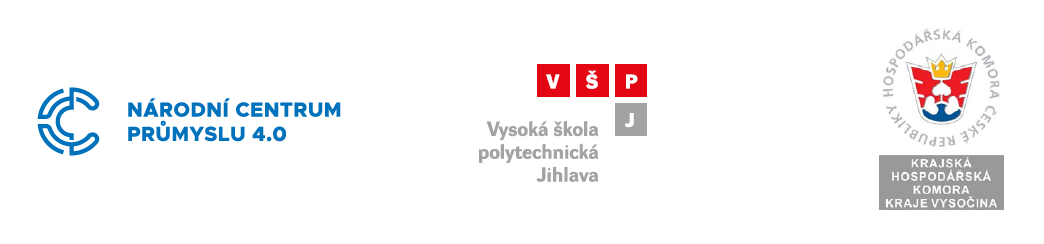 NÁRODNÍ CENTRUM
PRŮMYSLU 4.0
V Š P
J
Vysoká škola
polytechnická
Jihlava
HOSPODÁŘSKÁ KOMORA ČESKÉ REPUBLIKY
KRAJSKÁ
HOSPODÁŘSKÁ
KOMORA
KRAJE VYSOČINA